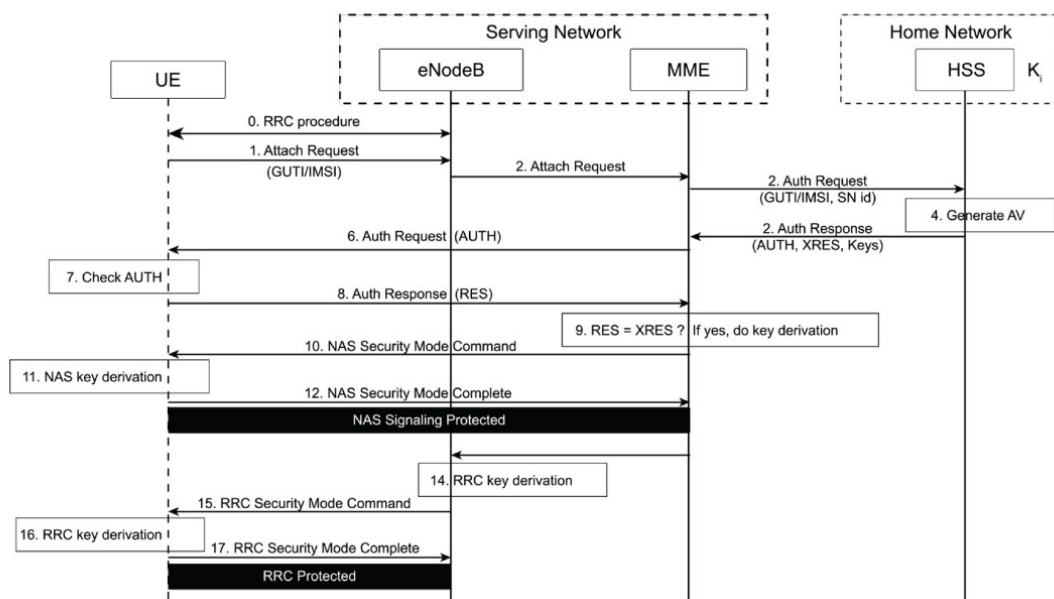 Serving Network
Home Network
UE
eNodeB
MME
HSS
Ki
0. RRC procedure
1. Attach Request
(GUTI/IMSI)
2. Attach Request
2. Auth Request
(GUTI/IMSI, SN id)
4. Generate AV
2. Auth Response
(AUTH, XRES, Keys)
6. Auth Request (AUTH)
7. Check AUTH
8. Auth Response (RES)
9. RES = XRES ? If yes, do key derivation
10. NAS Security Mode Command
11. NAS key derivation
12. NAS Security Mode Complete
NAS Signaling Protected
14. RRC key derivation
15. RRC Security Mode Command
16. RRC key derivation
17. RRC Security Mode Complete
RRC Protected